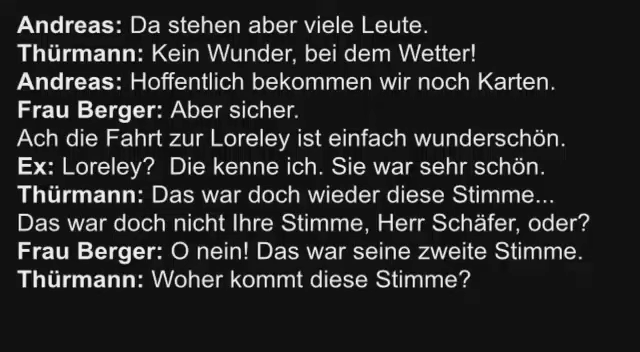 Andreas: Da stehen aber viele Leute.
Thürmann: Kein Wunder, bei dem Wetter!
Andreas: Hoffentlich bekommen wir noch Karten.
Frau Berger: Aber sicher.
Ach die Fahrt zur Loreley ist einfach wunderschön.
Ex: Loreley? Die kenne ich. Sie war sehr schön.
Thürmann: Das war doch wieder diese Stimme...
Das war doch nicht Ihre Stimme, Herr Schäfer, oder?
Frau Berger: O nein! Das war seine zweite Stimme.
Thürmann: Woher kommt diese Stimme?